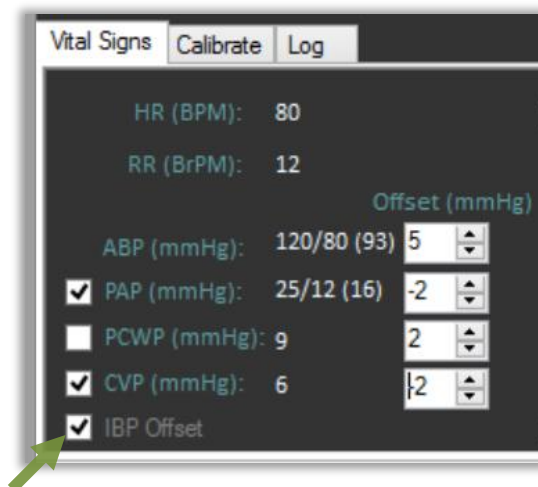 Vital Signs Calibrate Log
HR (BPM): 80
RR (BrPM): 12
Offset (mmHg)
ABP (mmHg): 120/80 (93) 5
PAP (mmHg): 25/12 (16) -2
PCWP (mmHg): 9 2
CVP (mmHg): 6 -2
IBP Offset